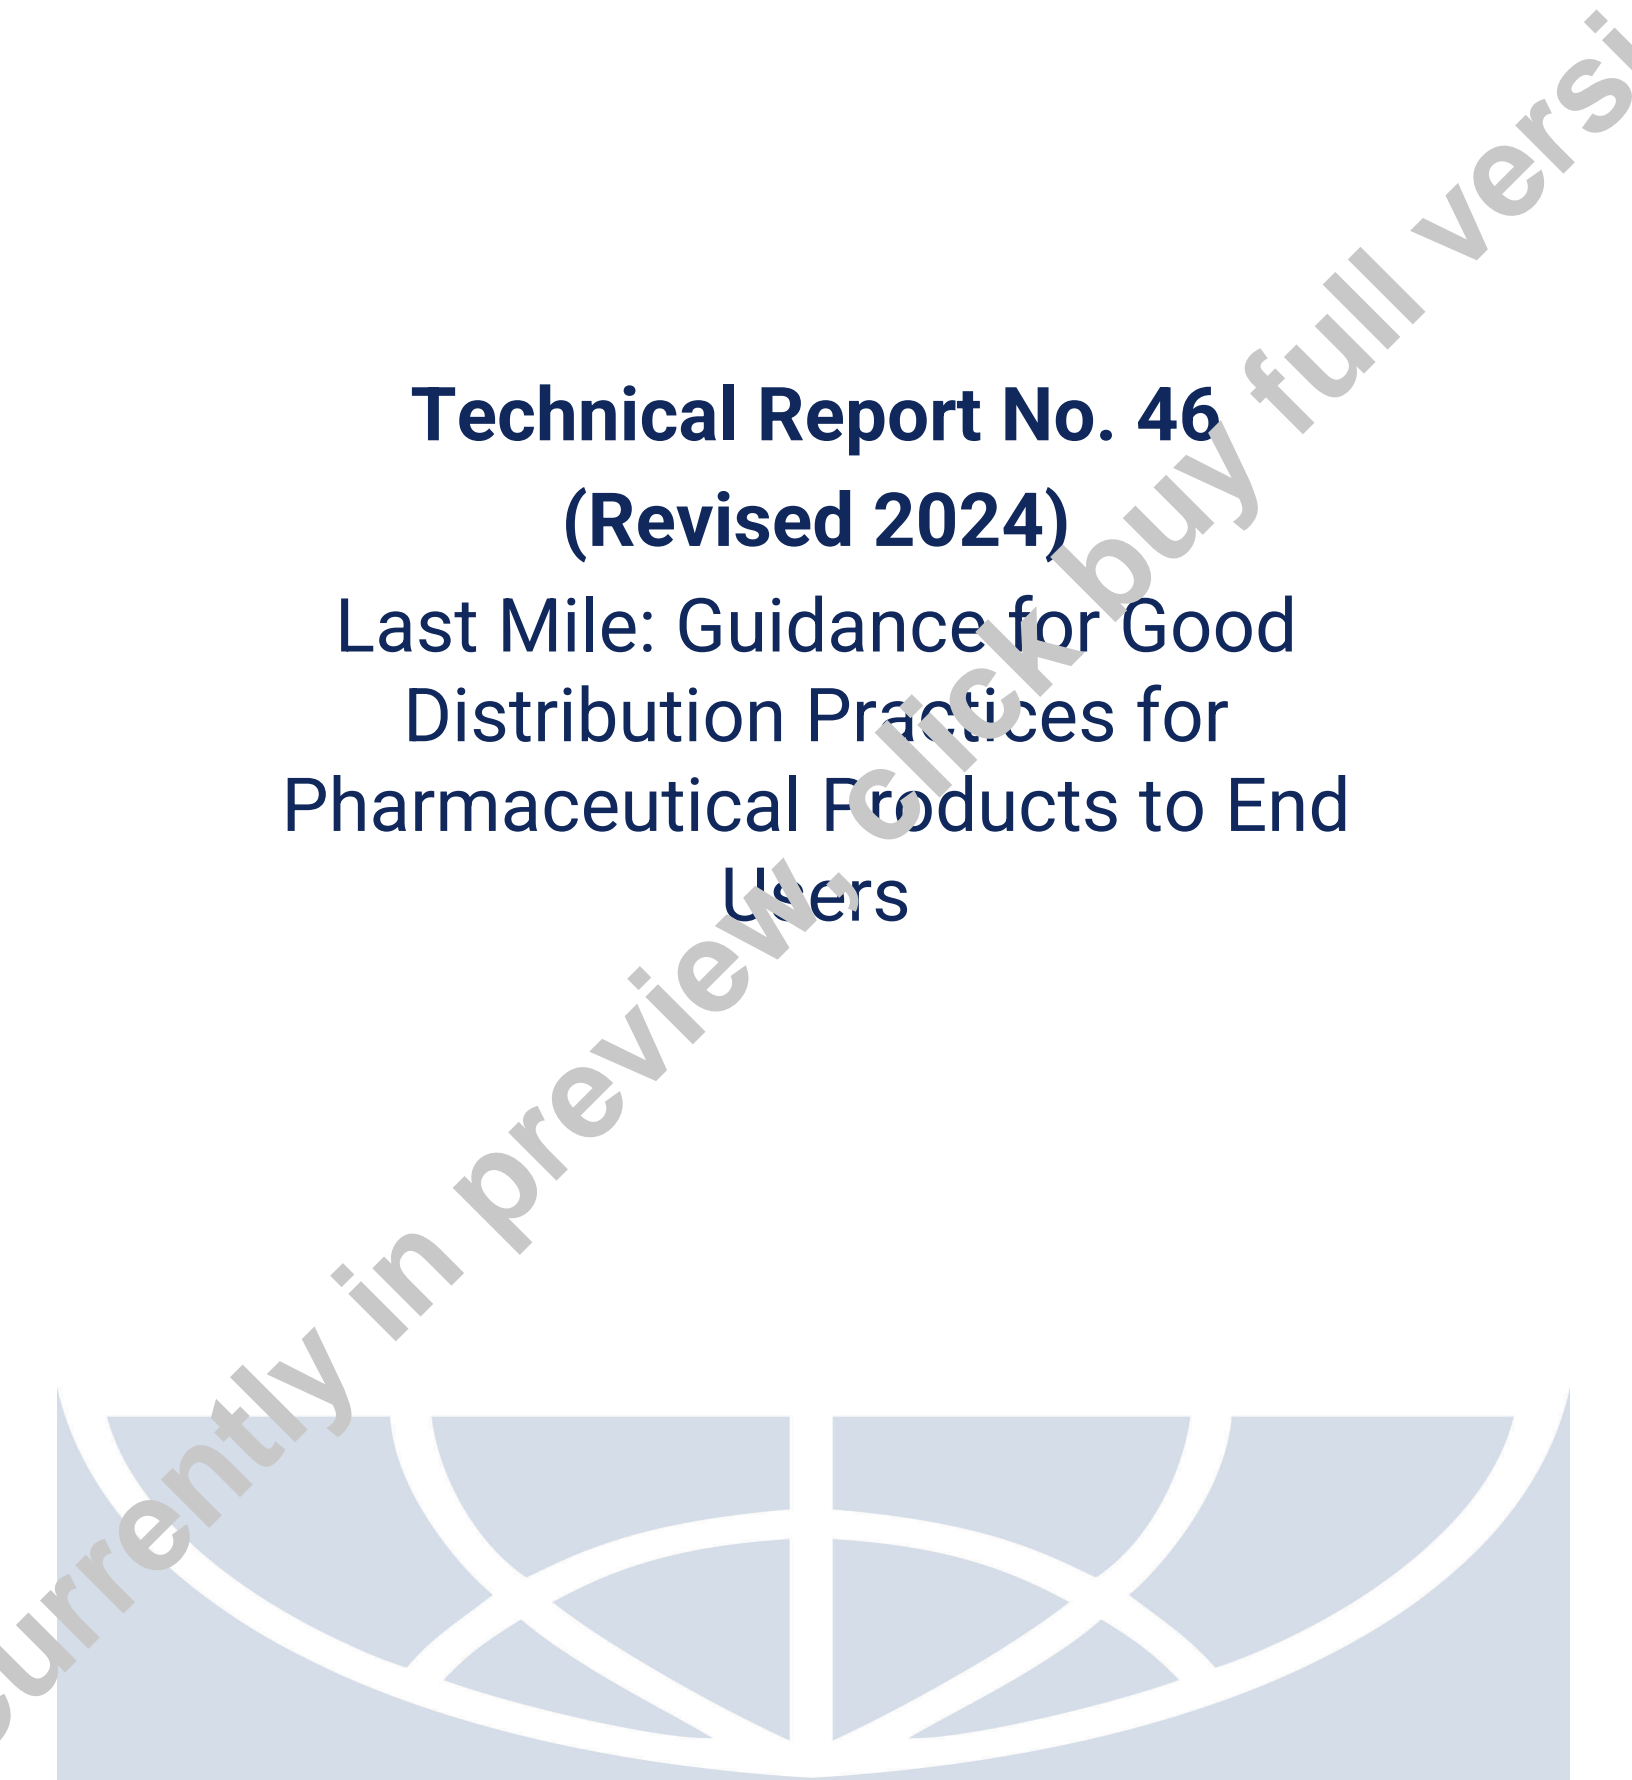 Technical Report No. 46
(Revised 2024)
Last Mile: Guidance for Good
Distribution Practices for
Pharmaceutical Products to End
Users
currently in preview, click buy full versi